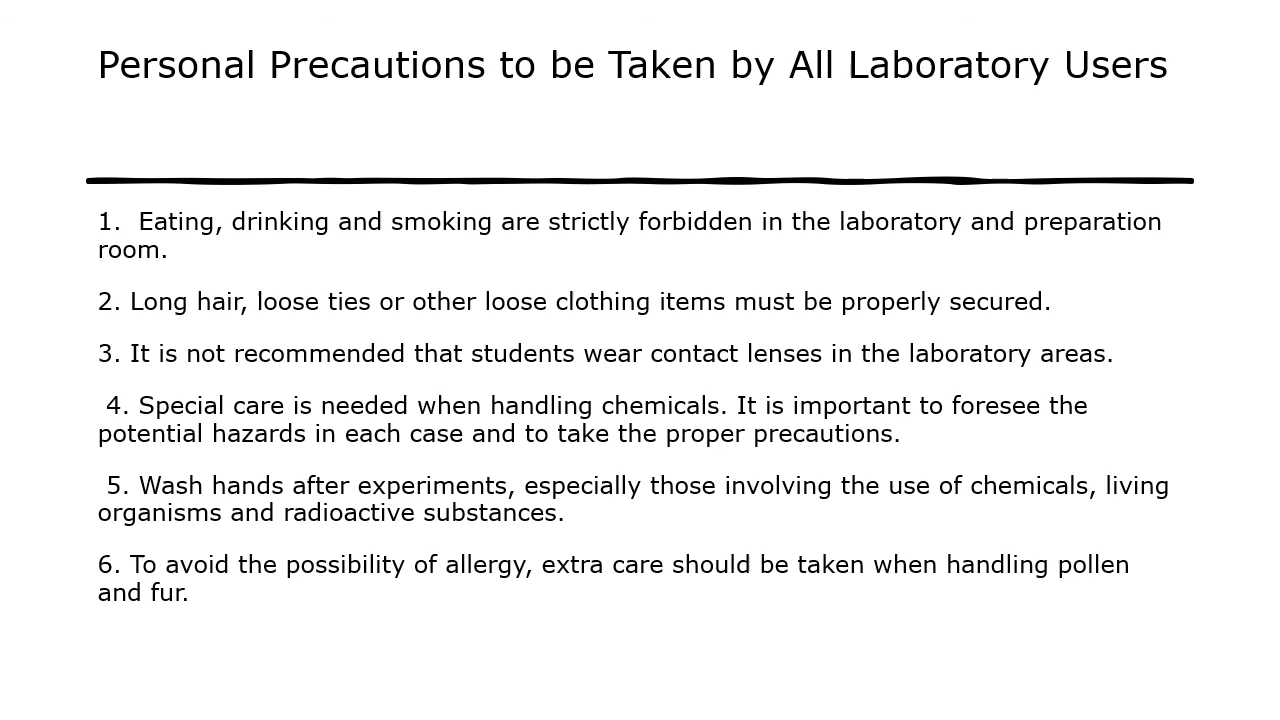 Personal Precautions to be Taken by All Laboratory Users
1.  Eating, drinking and smoking are strictly forbidden in the laboratory and preparation
room.
2. Long hair, loose ties or other loose clothing items must be properly secured.
3. It is not recommended that students wear contact lenses in the laboratory areas.
4. Special care is needed when handling chemicals. It is important to foresee the
potential hazards in each case and to take the proper precautions.
5. Wash hands after experiments, especially those involving the use of chemicals, living
organisms and radioactive substances.
6. To avoid the possibility of allergy, extra care should be taken when handling pollen
and fur.